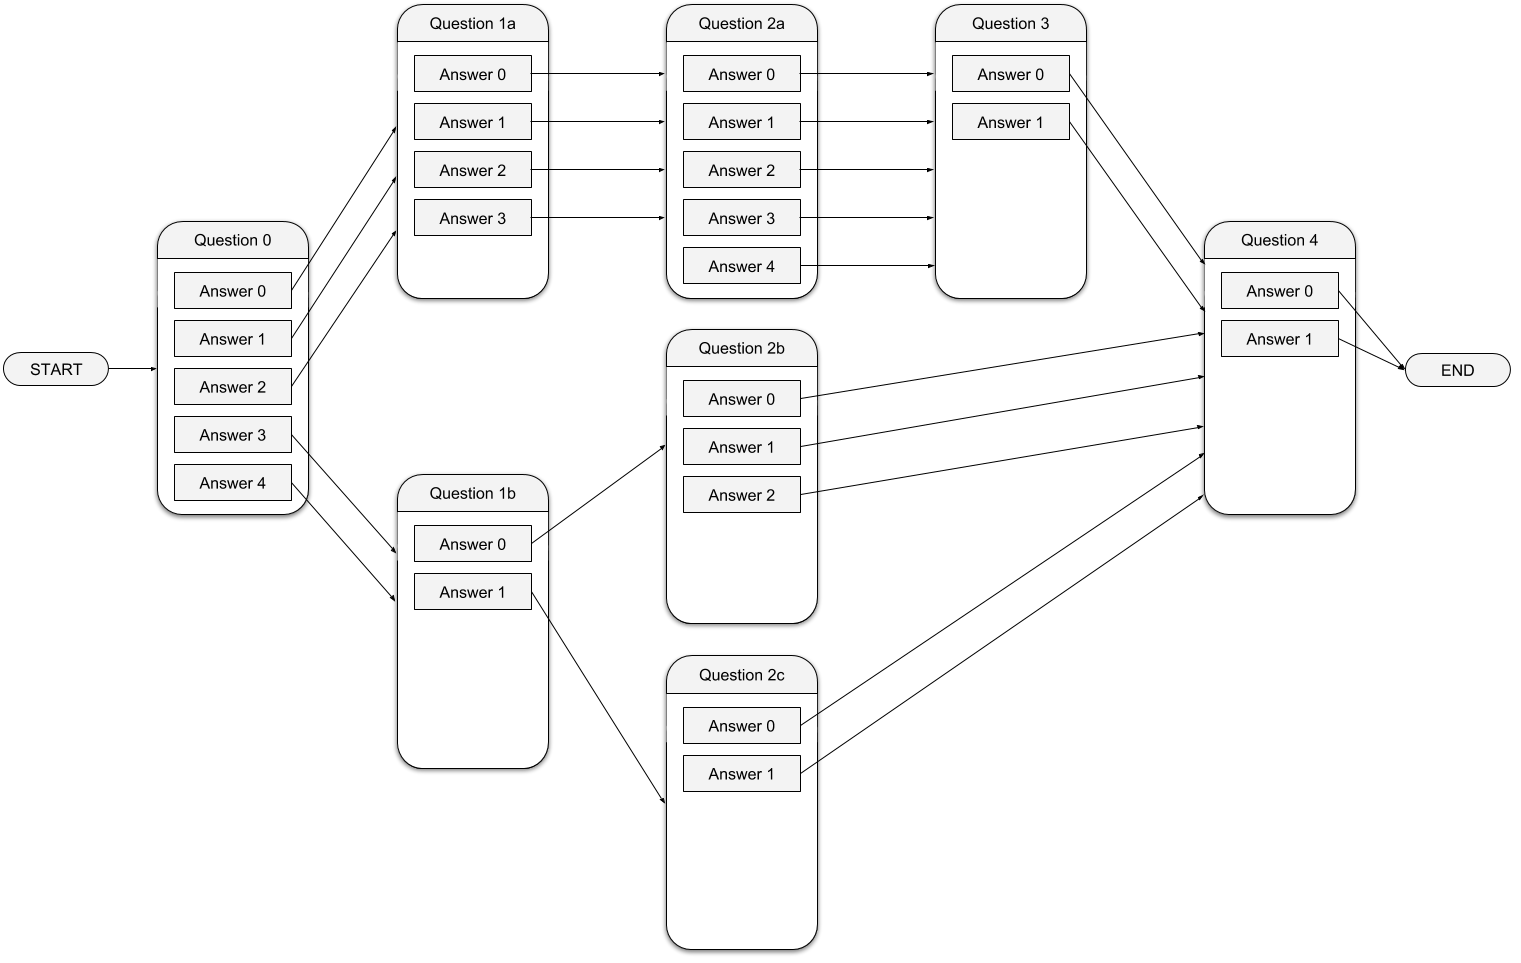 START
Question 0
Answer 0
Answer 1
Answer 2
Answer 3
Answer 4
Question 1a
Answer 0
Answer 1
Answer 2
Answer 3
Question 1b
Answer 0
Answer 1
Question 2a
Answer 0
Answer 1
Answer 2
Answer 3
Answer 4
Question 2b
Answer 0
Answer 1
Answer 2
Question 2c
Answer 0
Answer 1
Question 3
Answer 0
Answer 1
Question 4
Answer 0
Answer 1
END